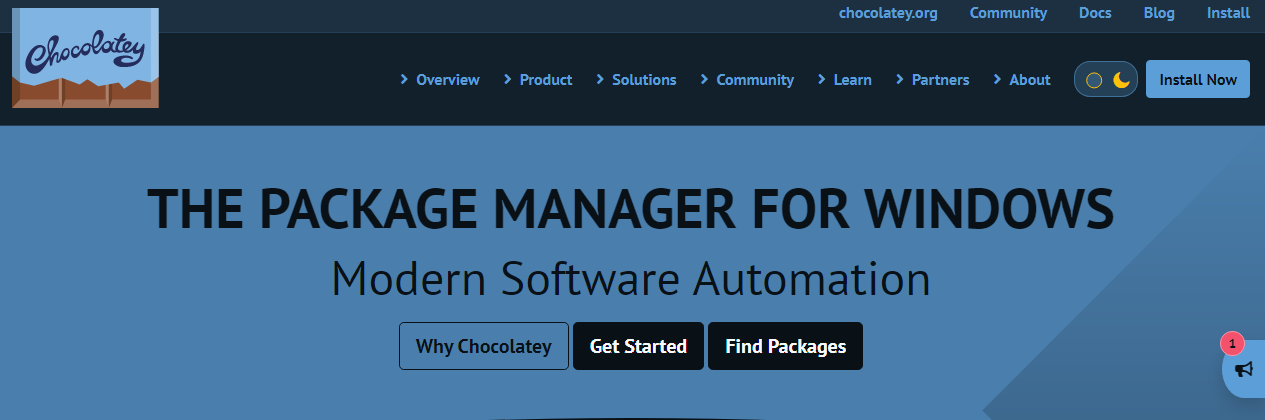 chocolatey.org Community Docs Blog Install
Chocolatey
Overview Product Solutions Community Learn Partners About Install Now
THE PACKAGE MANAGER FOR WINDOWS
Modern Software Automation
Why Chocolatey Get Started Find Packages
1